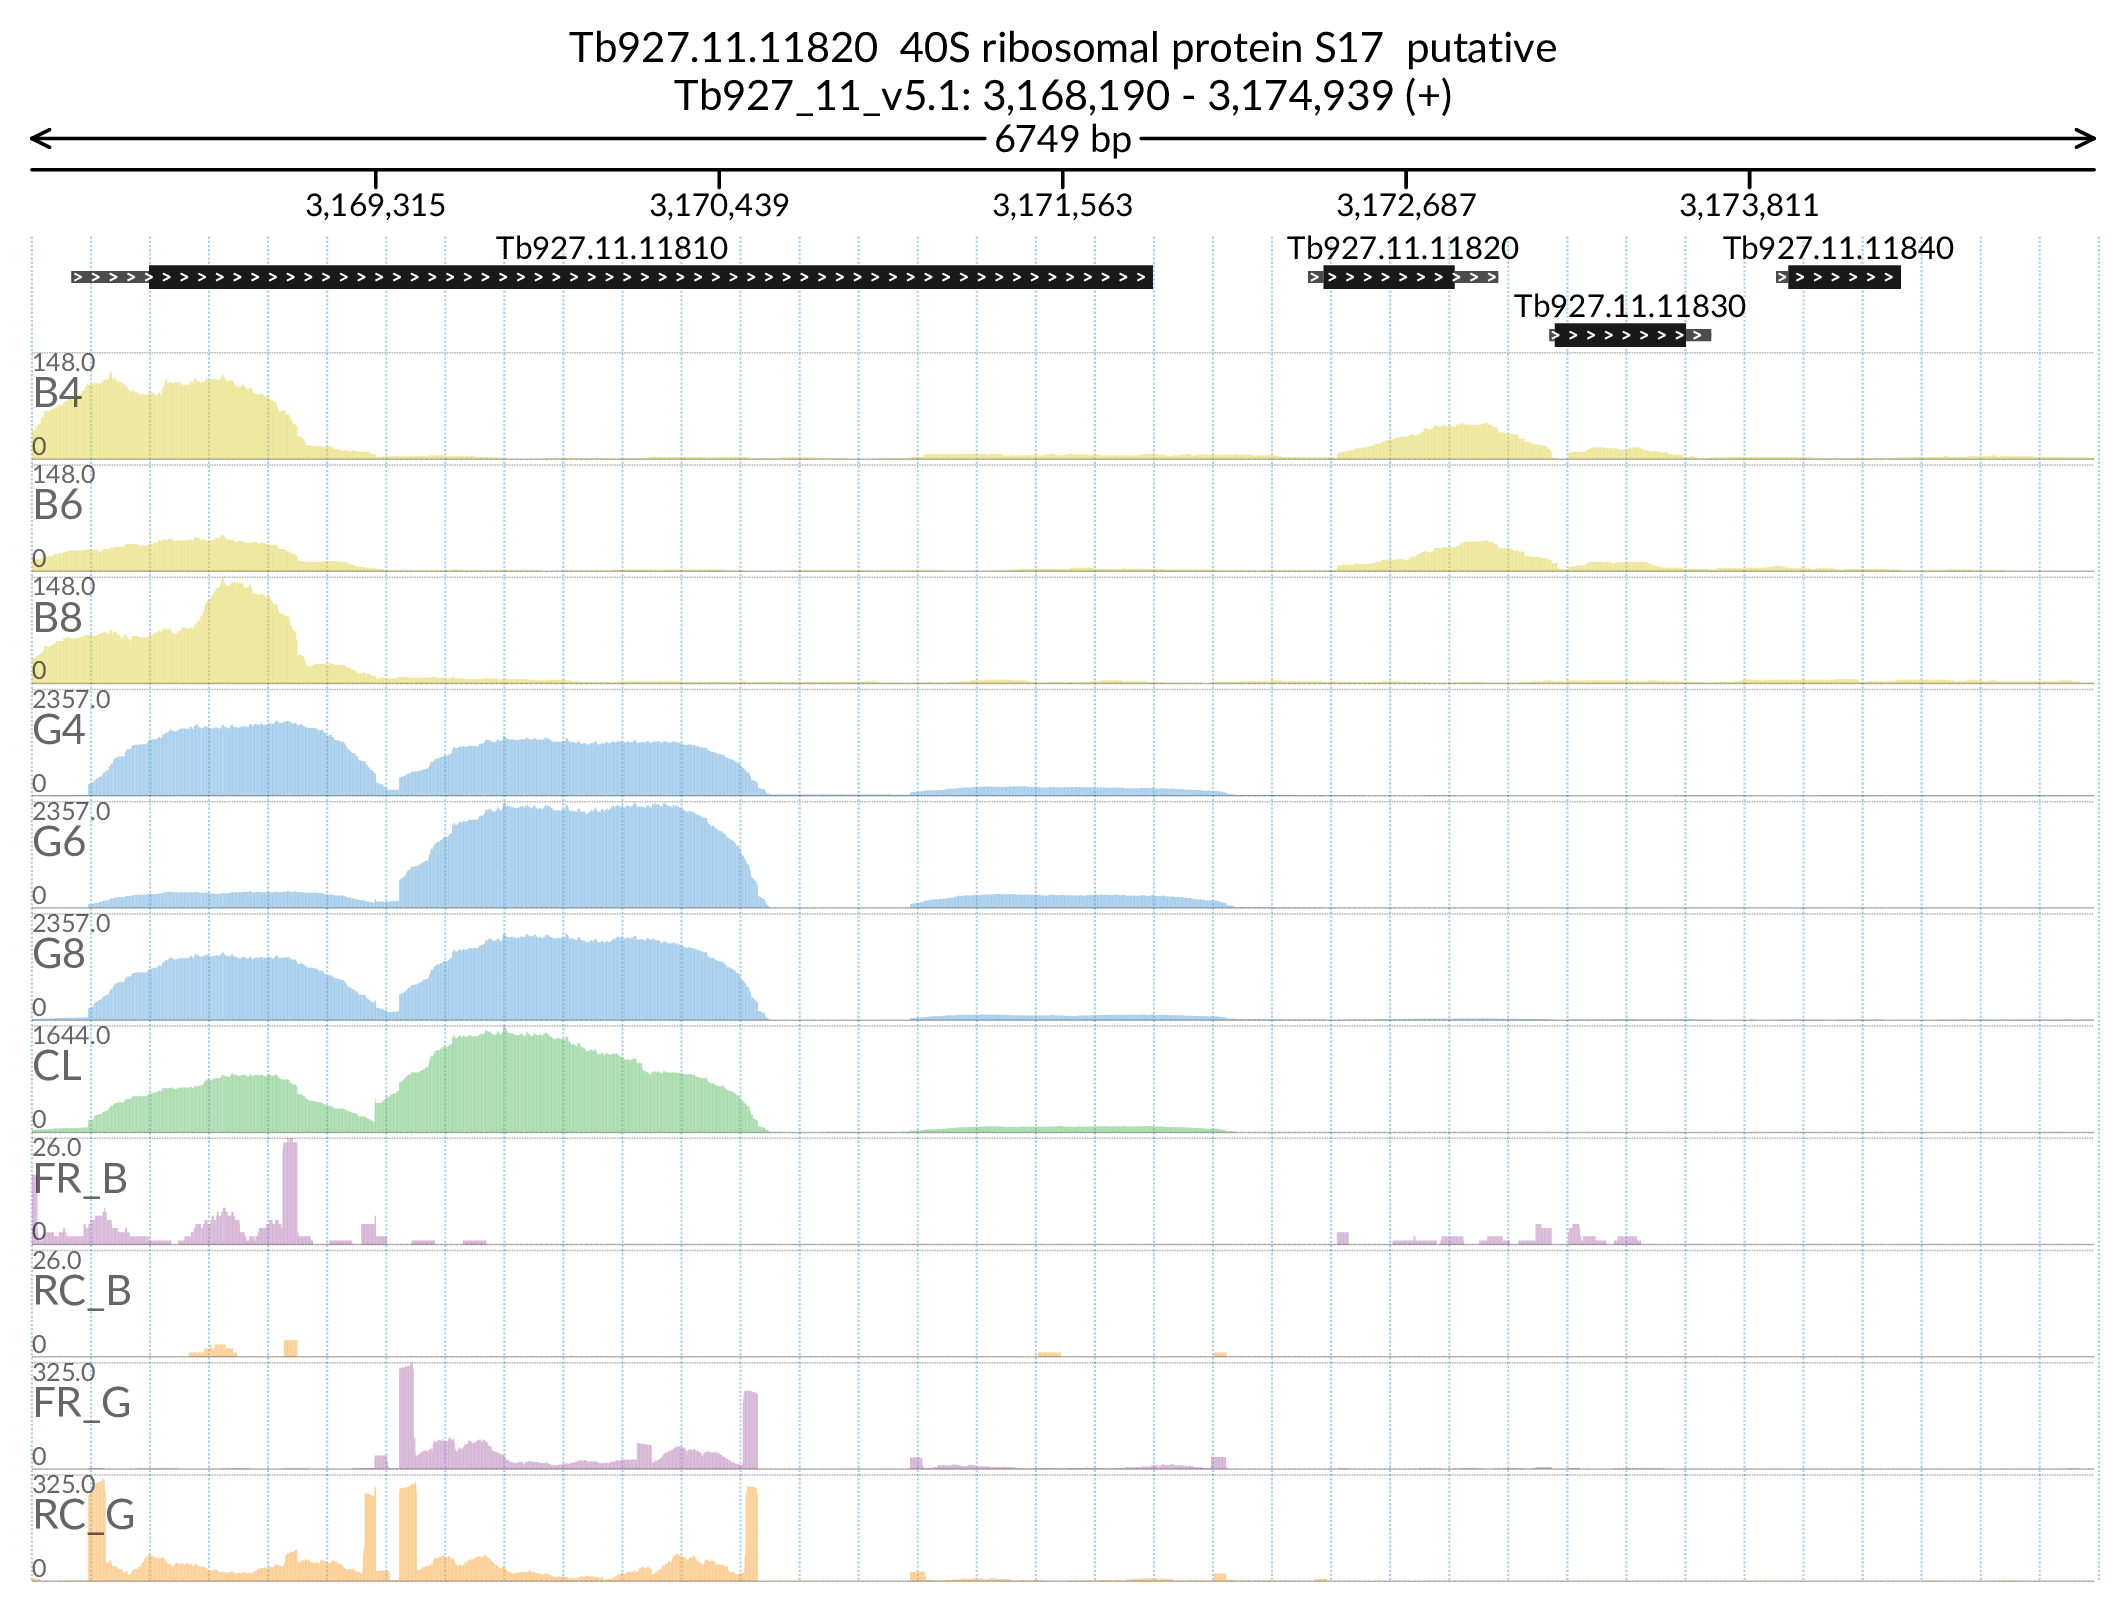 Tb927.11.11820  40S ribosomal protein S17  putative
Tb927_11_v5.1: 3,168,190 - 3,174,939 (+)
6749 bp
3,169,315 3,170,439 3,171,563 3,172,687 3,173,811
Tb927.11.11810 Tb927.11.11820 Tb927.11.11840
Tb927.11.11830
148.0
B4
0
148.0
B6
0
148.0
B8
0
2357.0
G4
0
2357.0
G6
0
2357.0
G8
0
1644.0
CL
0
26.0
FR_B
0
26.0
RC_B
0
325.0
FR_G
0
325.0
RC_G
0